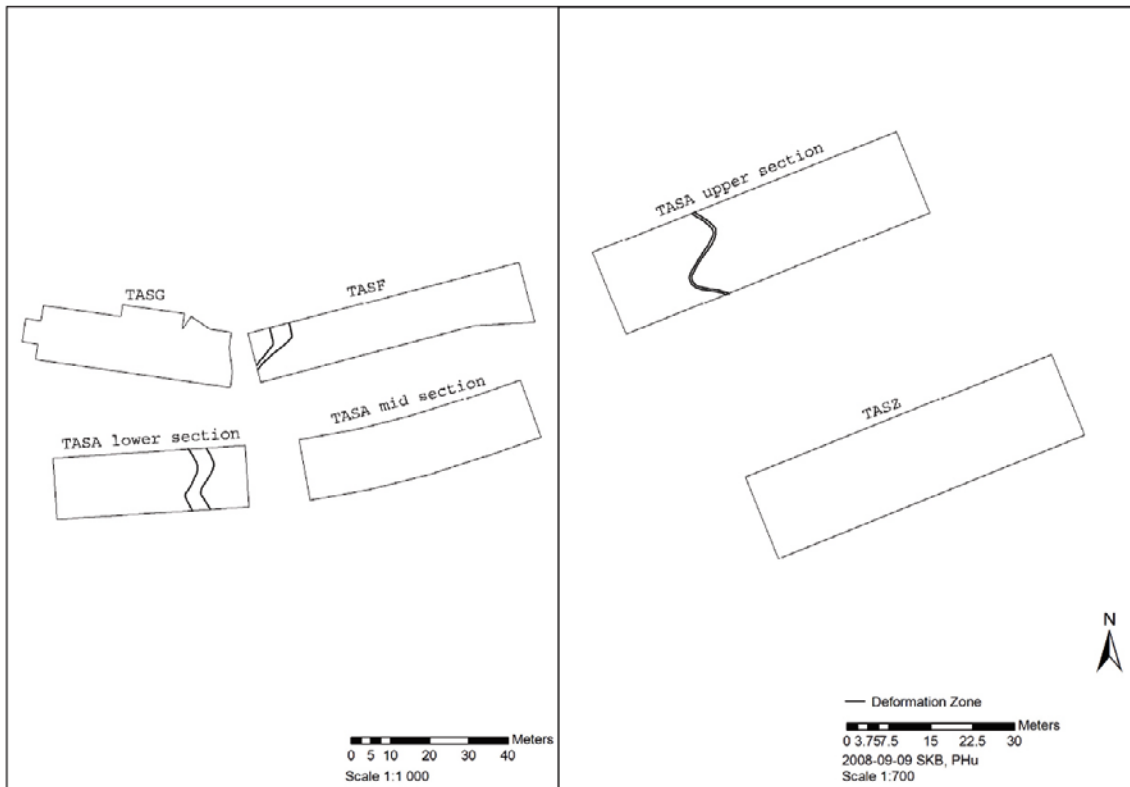 TASG
TASF
TASA lower section
TASA mid section
0 5 10 20 30 40 Meters
Scale 1:1 000
TASA upper section
TASZ
N
Deformation Zone
0 3.757.5 15 22.5 30 Meters
2008-09-09 SKB, PHu
Scale 1:700